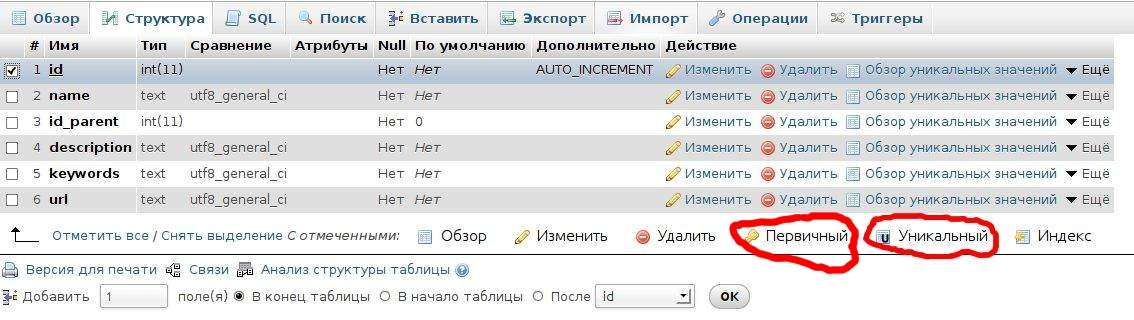 Обзор Структура SQL Поиск Вставить Экспорт Импорт Операции Триггеры
# Имя Тип Сравнение Атрибуты Null По умолчанию Дополнительно Действие
1 id int(11) Нет Нет AUTO_INCREMENT Изменить Удалить Обзор уникальных значений Ещё
2 name text utf8_general_ci Нет Нет Изменить Удалить Обзор уникальных значений Ещё
3 id_parent int(11) Нет 0 Изменить Удалить Обзор уникальных значений Ещё
4 description text utf8_general_ci Нет Нет Изменить Удалить Обзор уникальных значений Ещё
5 keywords text utf8_general_ci Нет Нет Изменить Удалить Обзор уникальных значений Ещё
6 url text utf8_general_ci Нет Нет Изменить Удалить Обзор уникальных значений Ещё
Отметить все / Снять выделение С отмеченными: Обзор Изменить Удалить Первичный U Уникальный Индекс
Версия для печати Связи Анализ структуры таблицы ?
Добавить 1 поле(я) В конец таблицы В начало таблицы После id OK